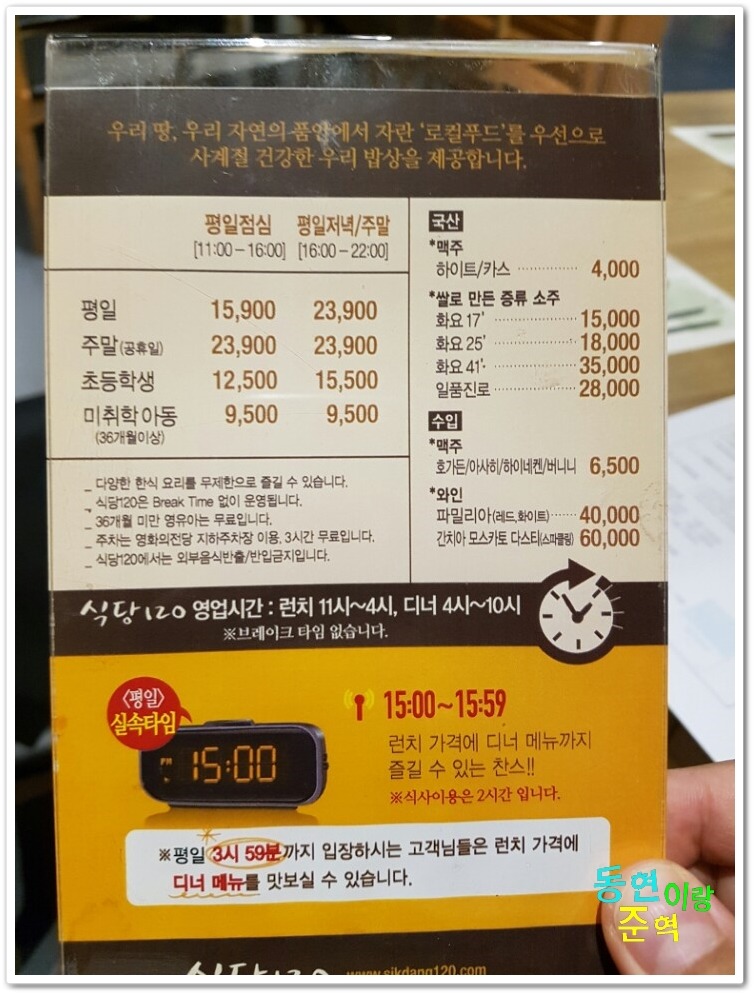 우리 땅, 우리 자연의 품안에서 자란 '로컬푸드'를 우선으로
사계절 건강한 우리 밥상을 제공합니다.
평일점심 평일저녁/주말
[11:00 – 16:00] [16:00 – 22:00]
평일 15,900 23,900
주말(공휴일) 23,900 23,900
초등학생 12,500 15,500
미취학아동 9,500 9,500
(36개월이상)
_ 다양한 한식 요리를 무제한으로 즐길 수 있습니다.
_ 식당120은 Break Time 없이 운영됩니다.
_ 36개월 미만 영유아는 무료입니다.
_ 주차는 영화의전당 지하주차장 이용, 3시간 무료입니다.
_ 식당120에서는 외부음식반출/반입금지입니다.
국산
*맥주
하이트/카스 4,000
*쌀로 만든 증류 소주
화요 17' 15,000
화요 25' 18,000
화요 41' 35,000
일품진로 28,000
수입
*맥주
호가든/아사히/하이네켄/버니니 6,500
*와인
파밀리아(레드,화이트) 40,000
간치아 모스카토 다스티(스파클링) 60,000
식당120 영업시간 : 런치 11시~4시, 디너 4시~10시
※브레이크 타임 없습니다.
<평일>
실속타임
15:00
15:00~15:59
런치 가격에 디너 메뉴까지
즐길 수 있는 찬스!!
※식사이용은 2시간 입니다.
※평일 3시 59분까지 입장하시는 고객님들은 런치 가격에
디너 메뉴를 맛보실 수 있습니다.
식당120 www.sikdang120.com
동현이랑
준혁